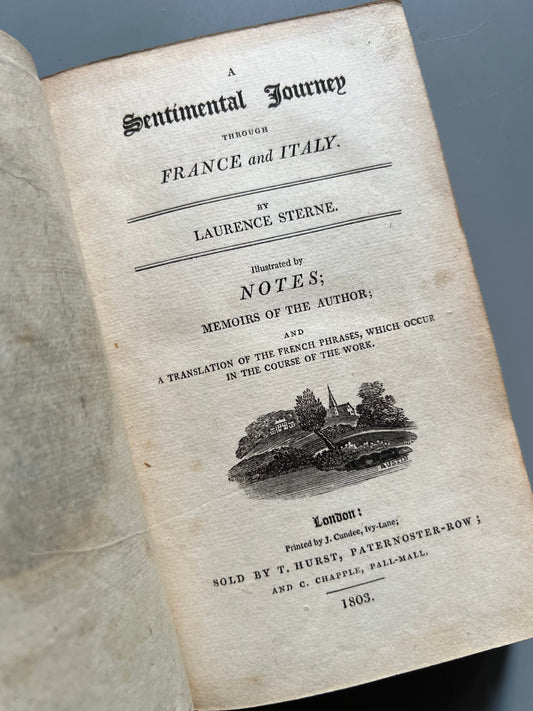 A
Sentimental Journey
THROUGH
FRANCE and ITALY.
BY
LAURENCE STERNE.
Illustrated by
NOTES;
MEMOIRS OF THE AUTHOR;
AND
A TRANSLATION OF THE FRENCH PHRASES, WHICH OCCUR
IN THE COURSE OF THE WORK.
AUSTIN
London:
Printed by J. Cundee, Ivy-Lane;
SOLD BY T. HURST, PATERNOSTER-ROW;
AND C. CHAPPLE, PALL-MALL.
1803.